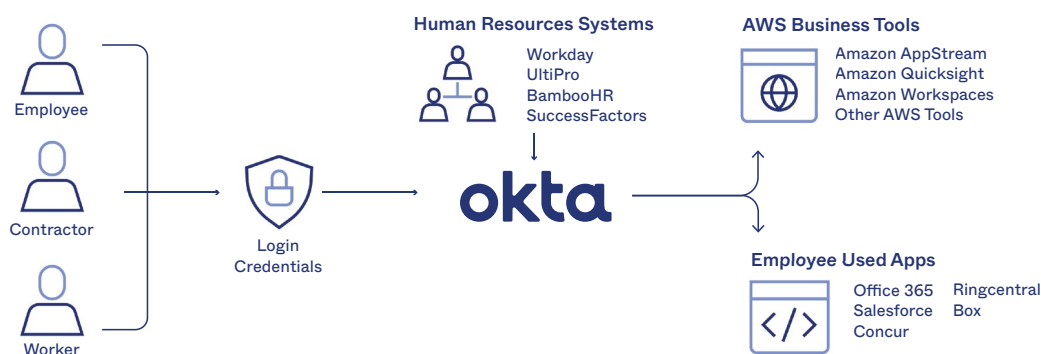 Employee
Contractor
Worker
Login
Credentials
Human Resources Systems
Workday
UltiPro
BambooHR
SuccessFactors
okta
AWS Business Tools
Amazon AppStream
Amazon Quicksight
Amazon Workspaces
Other AWS Tools
Employee Used Apps
Office 365
Salesforce
Concur
Ringcentral
Box